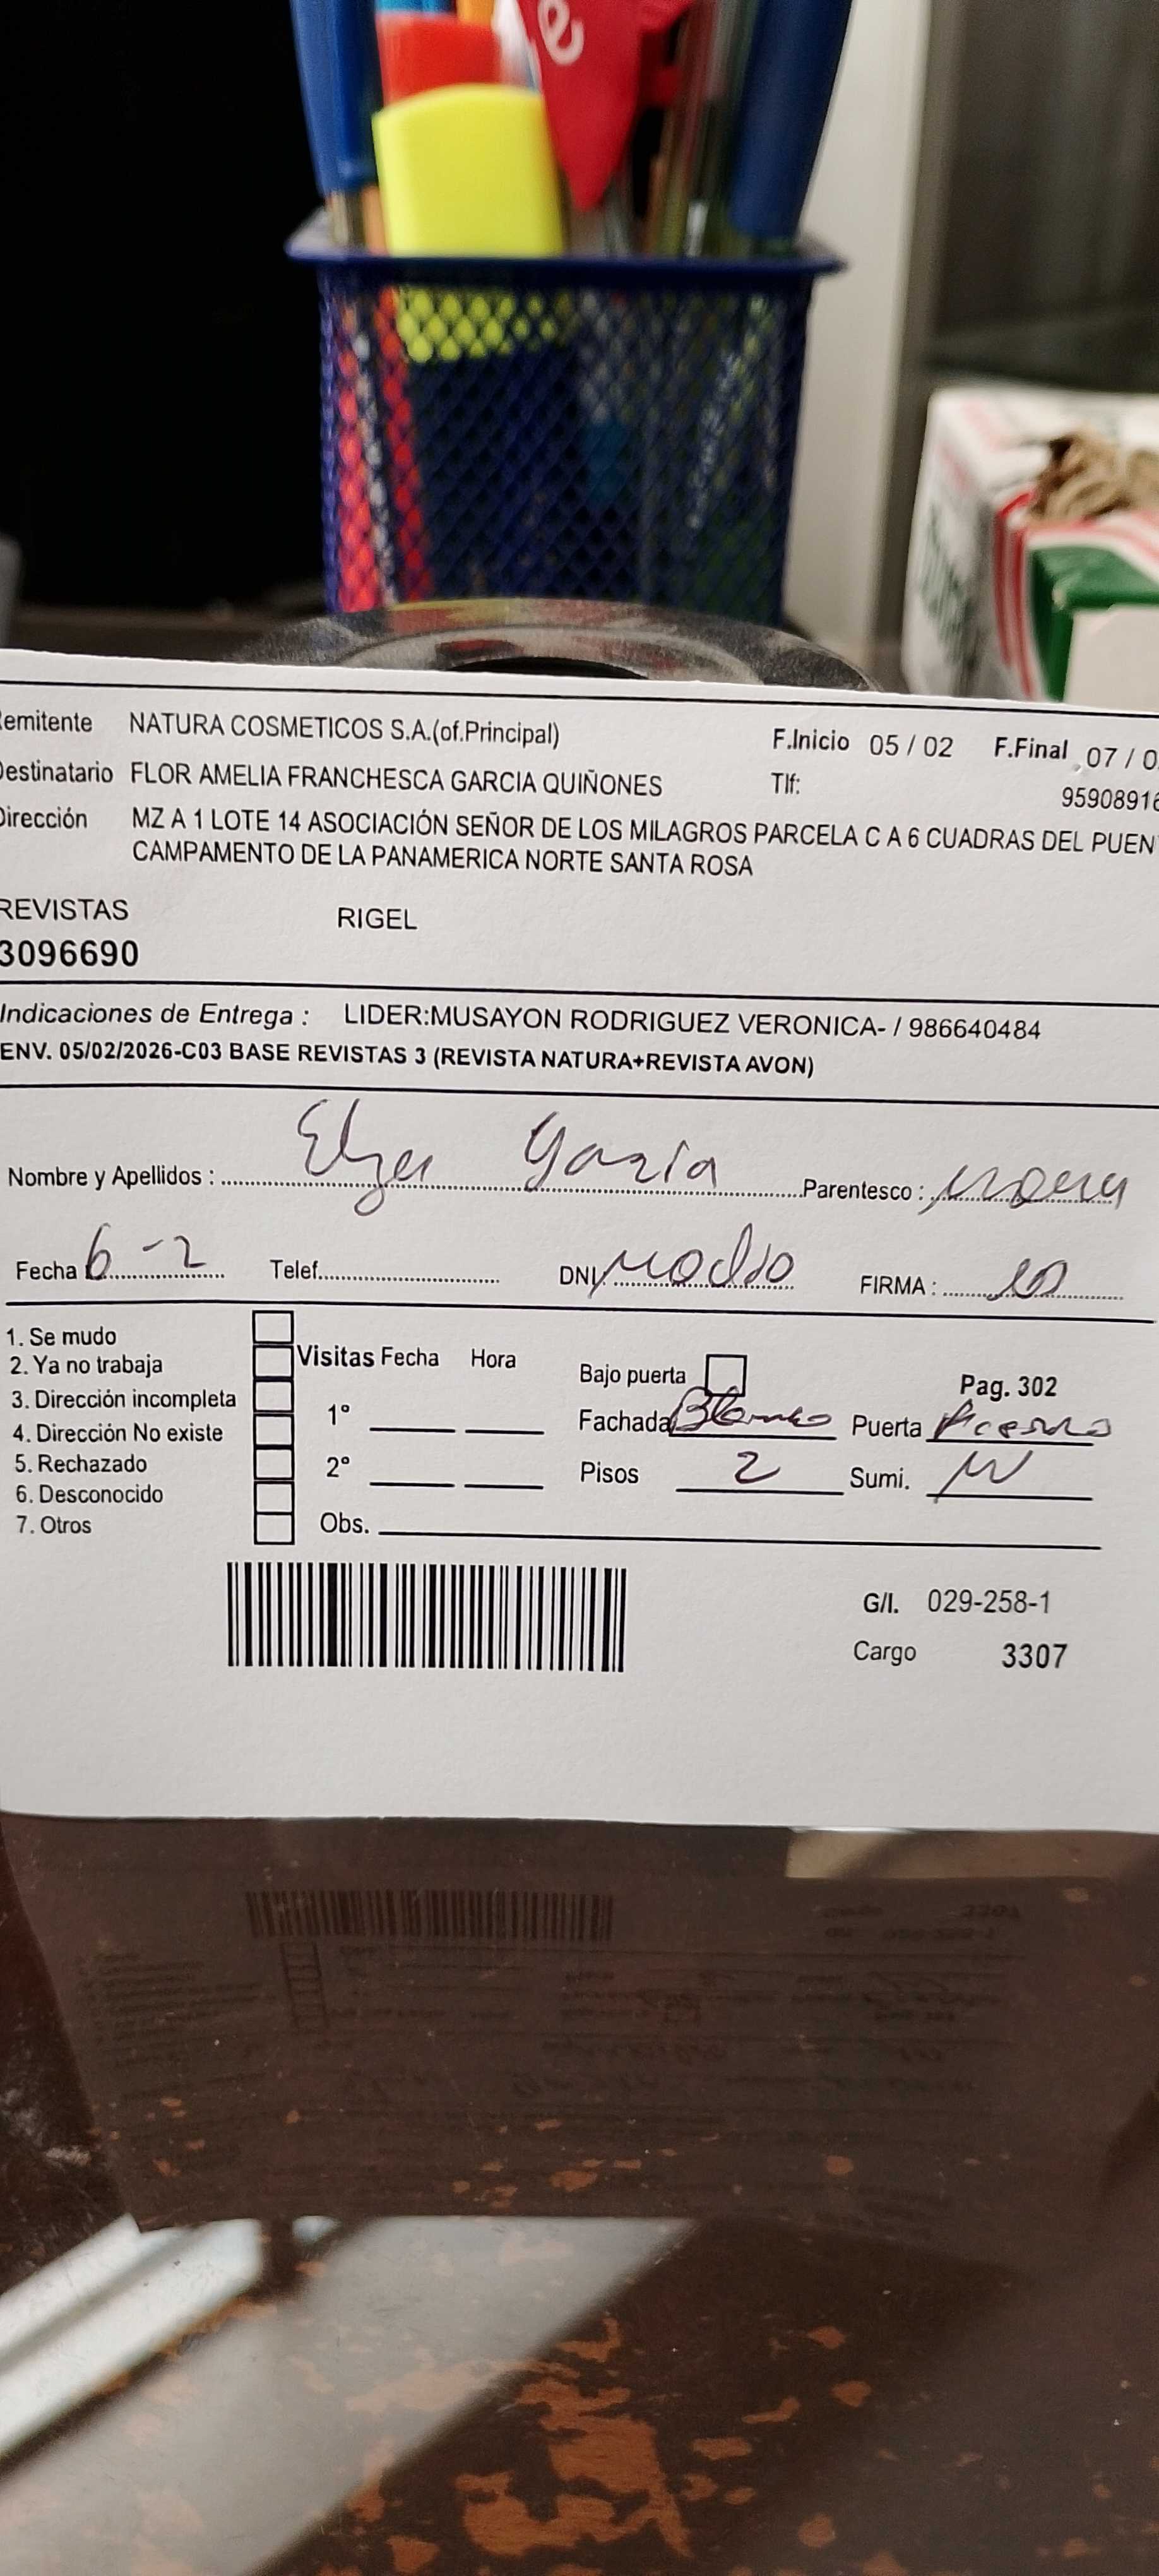 e
emitente NATURA COSMETICOS S.A.(of.Principal) F.Inicio 05 / 02 F.Final 07 / 0
Destinatario FLOR AMELIA FRANCHESCA GARCIA QUIÑONES Tlf: 95908916
Dirección MZ A 1 LOTE 14 ASOCIACIÓN SEÑOR DE LOS MILAGROS PARCELA C A 6 CUADRAS DEL PUEN
CAMPAMENTO DE LA PANAMERICA NORTE SANTA ROSA
REVISTAS RIGEL
3096690
Indicaciones de Entrega : LIDER:MUSAYON RODRIGUEZ VERONICA- / 986640484
ENV. 05/02/2026-C03 BASE REVISTAS 3 (REVISTA NATURA+REVISTA AVON)
Nombre y Apellidos : Garcia Parentesco :
Fecha 6-2 Telef. DNI: FIRMA :
1. Se mudo
2. Ya no trabaja Visitas Fecha Hora Bajo puerta Pag. 302
3. Dirección incompleta 1° Fachada Blanco Puerta
4. Dirección No existe
5. Rechazado 2° Pisos 2 Sumi.
6. Desconocido
7. Otros Obs.
G/I. 029-258-1
Cargo 3307